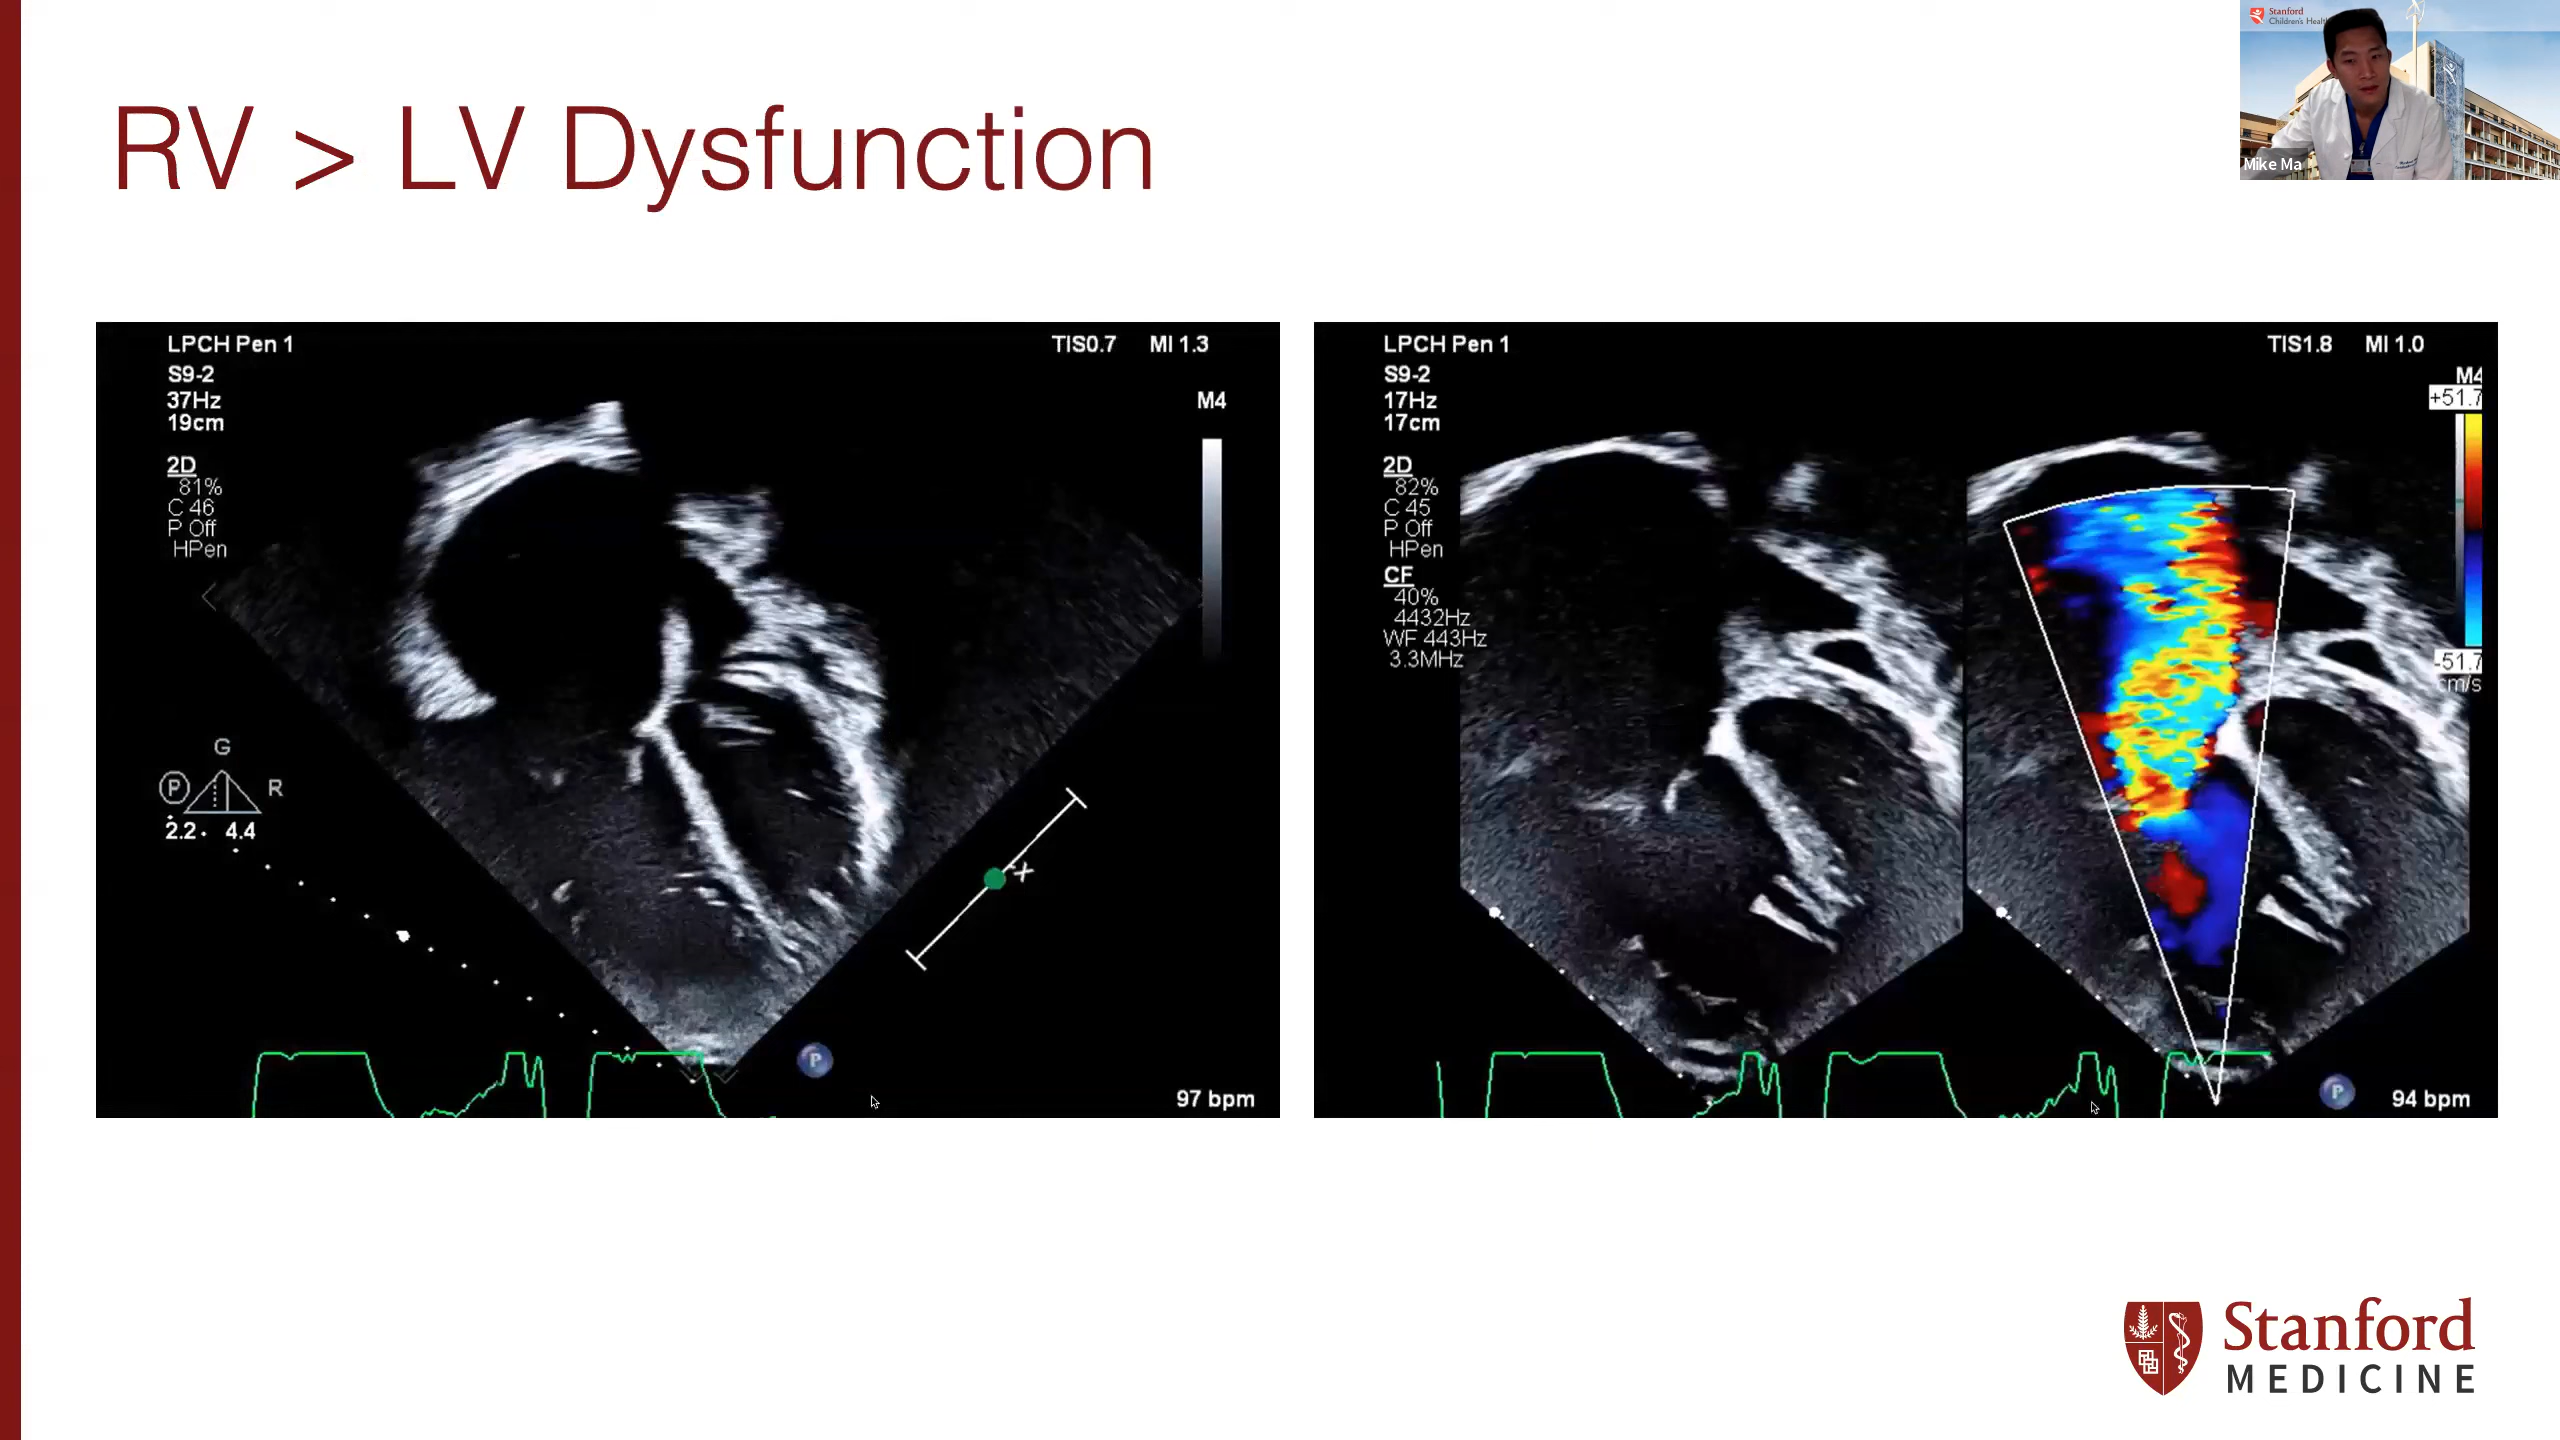 Stanford
Children's Health
Mike Ma
RV > LV Dysfunction
LPCH Pen 1
TIS0.7 MI 1.3
S9-2
37Hz
19cm
M4
2D
81%
C 46
P Off
HPen
G
P R
2.2 4.4
X
P
97 bpm
LPCH Pen 1
TIS1.8 MI 1.0
S9-2
17Hz
17cm
M4
+51.7
2D
82%
C 45
P Off
HPen
CF
40%
4432Hz
WF 443Hz
3.3MHz
-51.7
cm/s
P
94 bpm
Stanford
MEDICINE